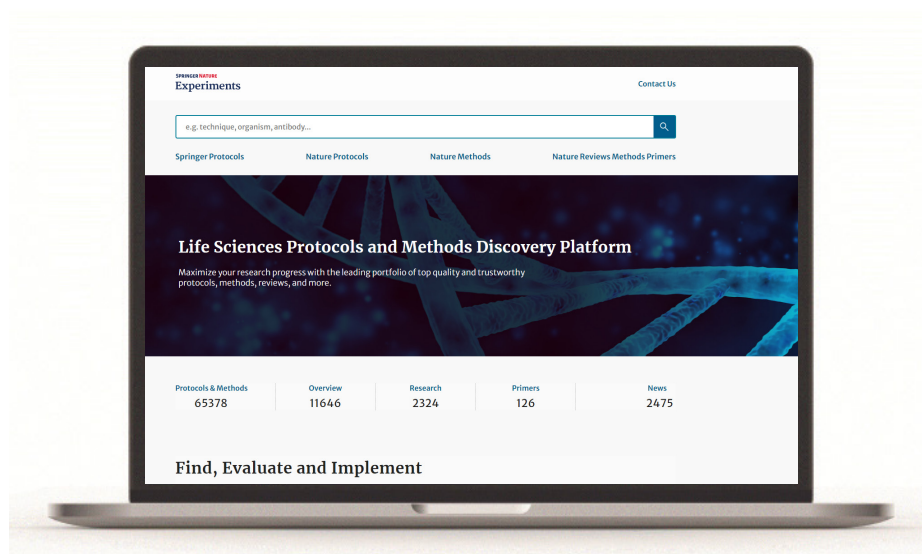 SPRINGER NATURE
Experiments
Contact Us
e.g. technique, organism, antibody...
Springer Protocols Nature Protocols Nature Methods Nature Reviews Methods Primers
Life Sciences Protocols and Methods Discovery Platform
Maximize your research progress with the leading portfolio of top quality and trustworthy
protocols, methods, reviews, and more.
Protocols & Methods Overview Research Primers News
65378 11646 2324 126 2475
Find, Evaluate and Implement